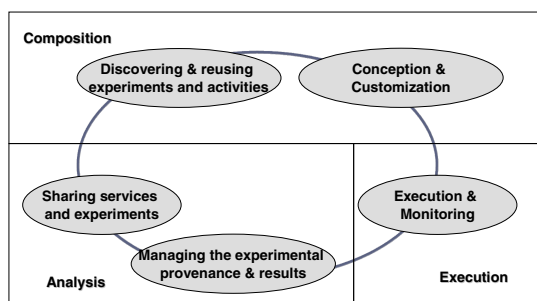 Composition
Discovering & reusing
experiments and activities
Conception &
Customization
Sharing services
and experiments
Execution &
Monitoring
Managing the experimental
provenance & results
Analysis
Execution